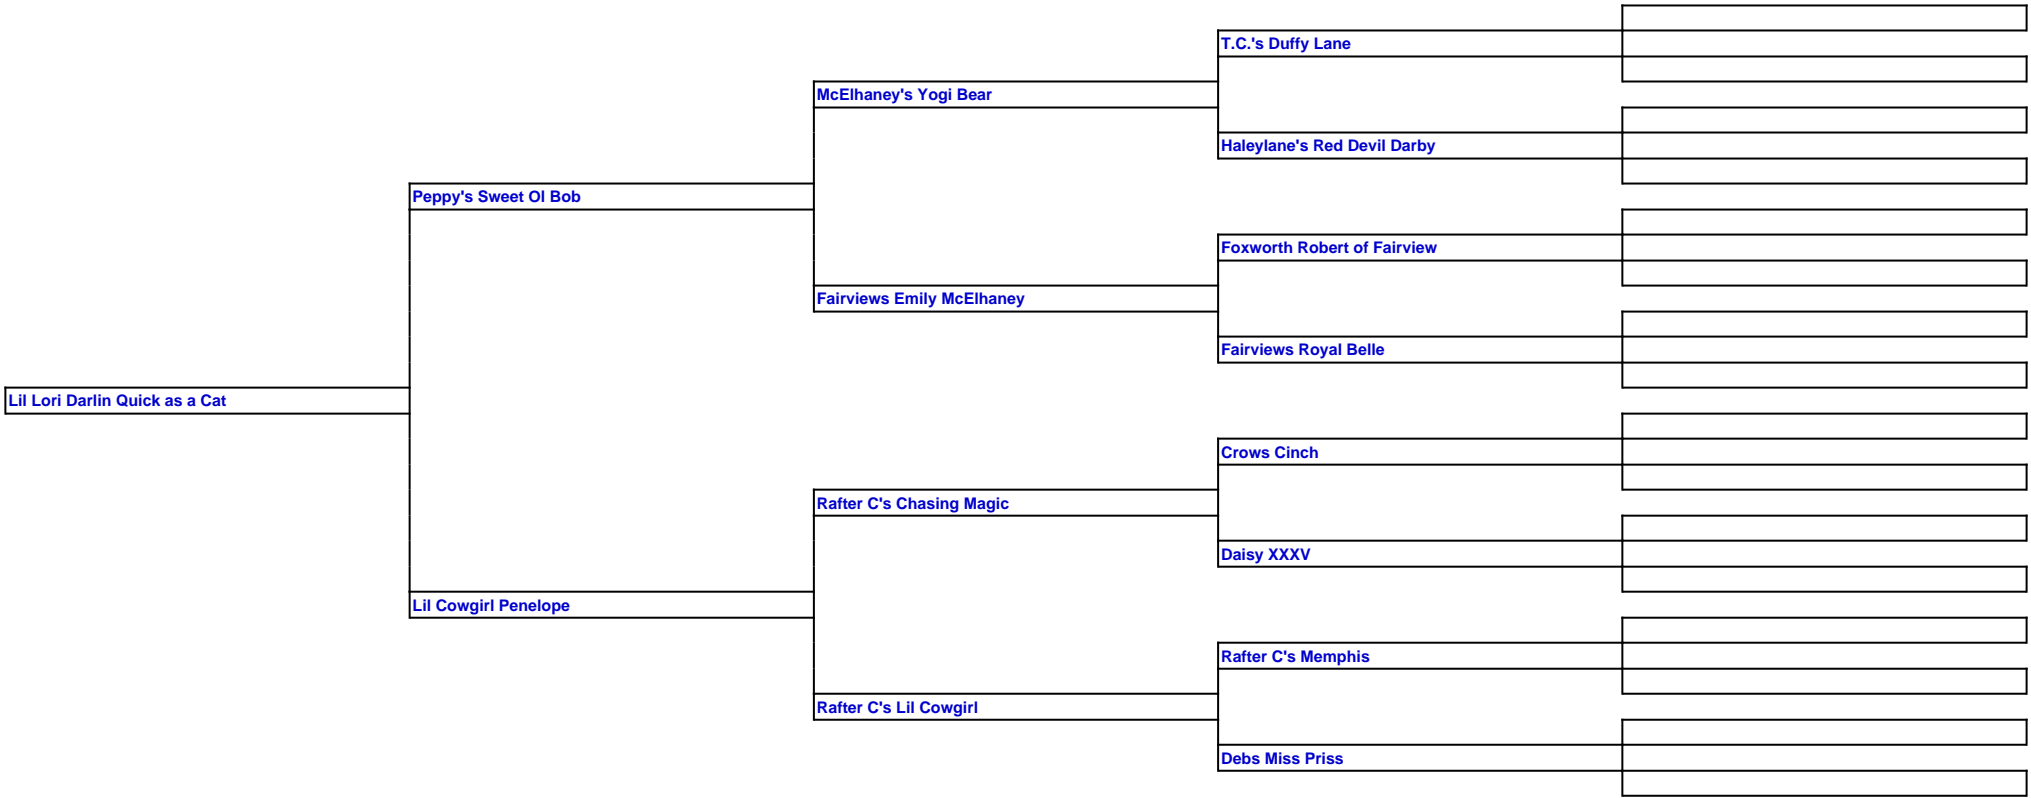 T.C.'s Duffy Lane
McElhaney's Yogi Bear
Haleylane's Red Devil Darby
Peppy's Sweet Ol Bob
Foxworth Robert of Fairview
Fairviews Emily McElhaney
Fairviews Royal Belle
Lil Lori Darlin Quick as a Cat
Crows Cinch
Rafter C's Chasing Magic
Daisy XXXV
Lil Cowgirl Penelope
Rafter C's Memphis
Rafter C's Lil Cowgirl
Debs Miss Priss